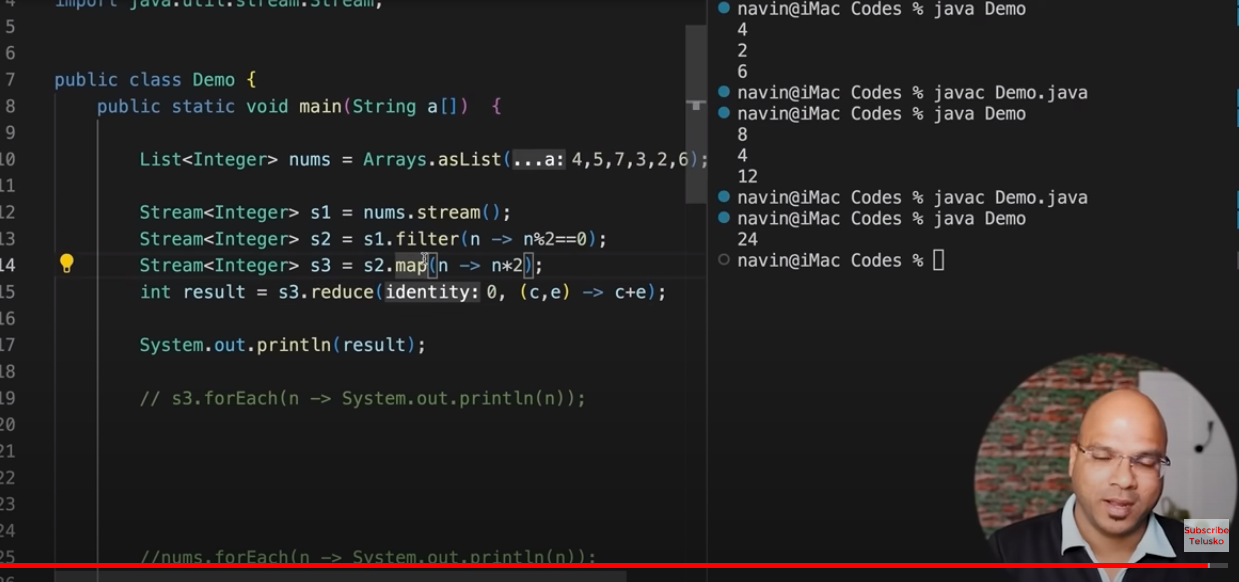 4 import java.util.stream.Stream;
5
6
7 public class Demo {
8 public static void main(String a[]) {
9
10 List<Integer> nums = Arrays.asList(...a: 4,5,7,3,2,6);
11
12 Stream<Integer> s1 = nums.stream();
13 Stream<Integer> s2 = s1.filter(n -> n%2==0);
14 Stream<Integer> s3 = s2.map(n -> n*2);
15 int result = s3.reduce(identity: 0, (c,e) -> c+e);
16
17 System.out.println(result);
18
19 // s3.forEach(n -> System.out.println(n));
20
21
22
23
24
25 //nums.forEach(n -> System.out.println(n));
26
navin@iMac Codes % java Demo
4
2
6
navin@iMac Codes % javac Demo.java
navin@iMac Codes % java Demo
8
4
12
navin@iMac Codes % javac Demo.java
navin@iMac Codes % java Demo
24
navin@iMac Codes %
Subscribe
Telusko